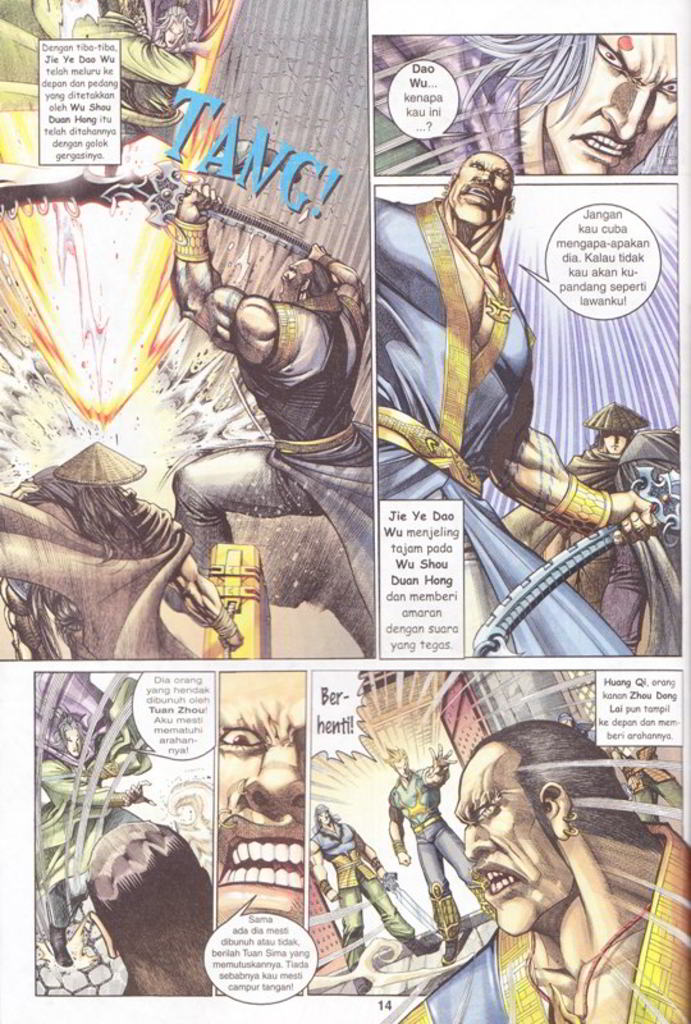 Dengan tiba-tiba,
Jie Ye Dao Wu
telah meluru ke
depan dan pedang
yang ditetakkan
oleh Wu Shou
Duan Hong itu
telah ditahannya
dengan golok
gergasinya.
TANG!
Dao
Wu...
kenapa
kau ini
...?
Jangan
kau cuba
mengapa-apakan
dia. Kalau tidak
kau akan ku-
pandang seperti
lawanku!
Jie Ye Dao
Wu menjeling
tajam pada
Wu Shou
Duan Hong
dan memberi
amaran
dengan suara
yang tegas.
Dia orang
yang hendak
dibunuh oleh
Tuan Zhou!
Aku mesti
mematuhi
arahan-
nya!
Sama
ada dia mesti
dibunuh atau tidak,
berilah Tuan Sima yang
memutuskannya. Tiada
sebabnya kau mesti
campur tangan!
Ber-
henti!
Huang Qi, orang
kanan Zhou Dong
Lai pun tampil
ke depan dan mem-
beri arahannya.
14